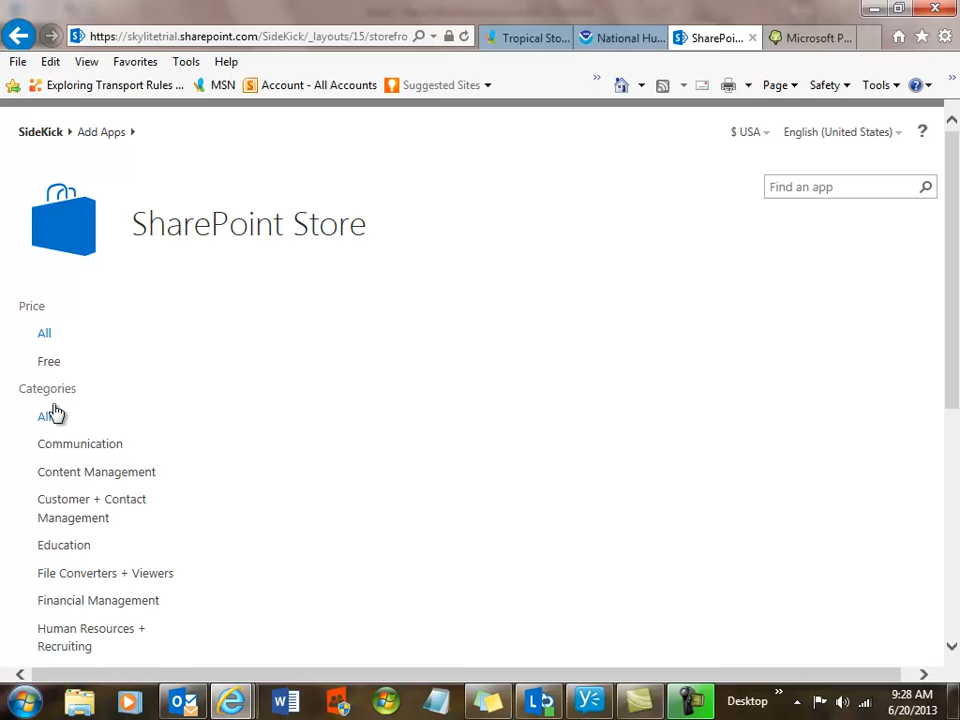 https://skylitetrial.sharepoint.com/SideKick/_layouts/15/storefro
Tropical Sto...
National Hu...
SharePoi...
Microsoft P...
File Edit View Favorites Tools Help
Exploring Transport Rules ...
MSN
Account - All Accounts
Suggested Sites
Page
Safety
Tools
SideKick
Add Apps
$ USA
English (United States)
?
Find an app
SharePoint Store
Price
All
Free
Categories
All
Communication
Content Management
Customer + Contact
Management
Education
File Converters + Viewers
Financial Management
Human Resources +
Recruiting
Desktop
9:28 AM
6/20/2013